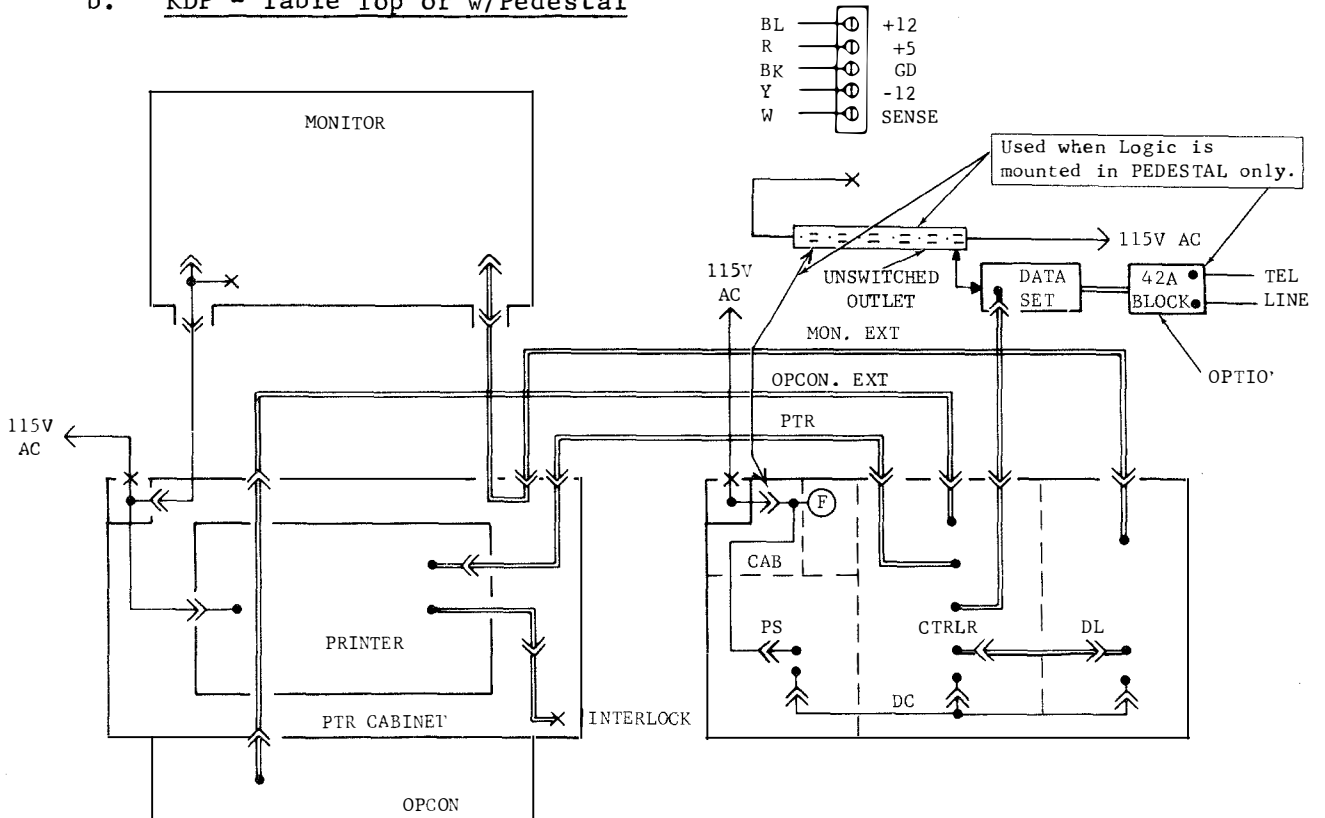 b. KDP - Table Top or w/Pedestal
BL +12
R +5
BK GD
Y -12
W SENSE
MONITOR
Used when Logic is
mounted in PEDESTAL only.
115V AC
UNSWITCHED
OUTLET
DATA
SET
42A
BLOCK
TEL
LINE
OPTIO'
115V
AC
MON. EXT
OPCON. EXT
PTR
115V
AC
F
CAB
PS
CTRLR
DL
DC
PRINTER
PTR CABINET
INTERLOCK
OPCON